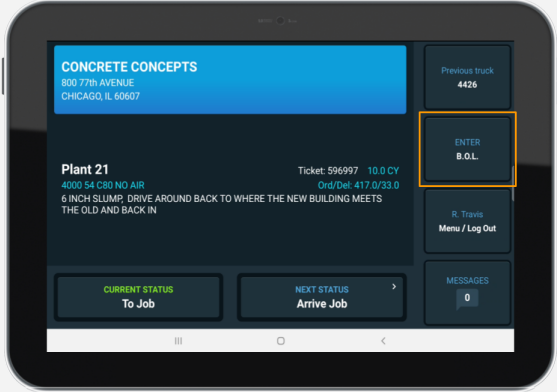 CONCRETE CONCEPTS
800 77th AVENUE
CHICAGO, IL 60607
Plant 21
Ticket: 596997 10.0 CY
4000 54 C80 NO AIR
Ord/Del: 417.0/33.0
6 INCH SLUMP, DRIVE AROUND BACK TO WHERE THE NEW BUILDING MEETS
THE OLD AND BACK IN
CURRENT STATUS
To Job
NEXT STATUS
Arrive Job
Previous truck
4426
ENTER
B.O.L.
R. Travis
Menu / Log Out
MESSAGES
0